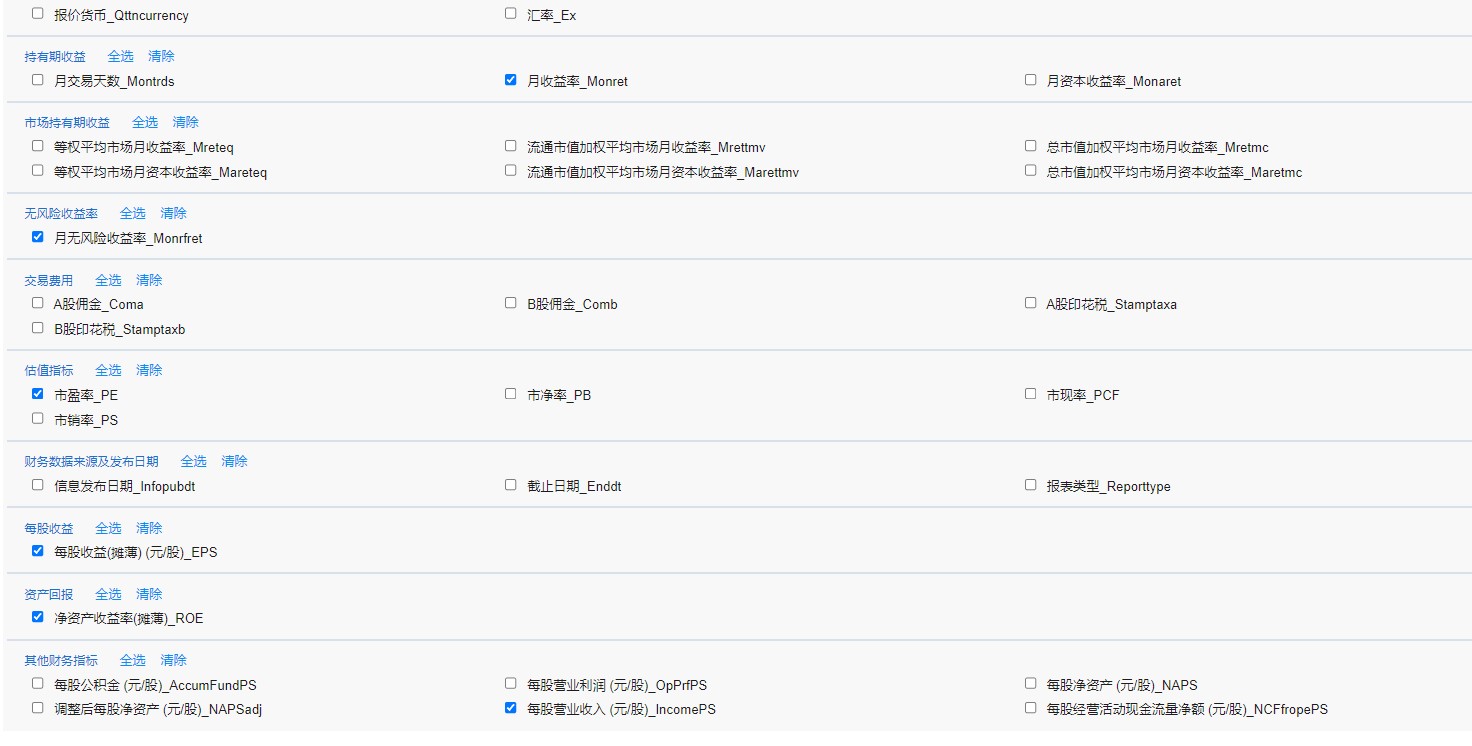 报价货币_Qttncurrency 汇率_Ex
持有期收益 全选 清除
月交易天数_Montrds 月收益率_Monret 月资本收益率_Monaret
市场持有期收益 全选 清除
等权平均市场月收益率_Mreteq 流通市值加权平均市场月收益率_Mrettmv 总市值加权平均市场月收益率_Mretmc
等权平均市场月资本收益率_Mareteq 流通市值加权平均市场月资本收益率_Marettmv 总市值加权平均市场月资本收益率_Maretmc
无风险收益率 全选 清除
月无风险收益率_Monrfret
交易费用 全选 清除
A股佣金_Coma B股佣金_Comb A股印花税_Stamptaxa
B股印花税_Stamptaxb
估值指标 全选 清除
市盈率_PE 市净率_PB 市现率_PCF
市销率_PS
财务数据来源及发布日期 全选 清除
信息发布日期_Infopubdt 截止日期_Enddt 报表类型_Reporttype
每股收益 全选 清除
每股收益(摊薄) (元/股)_EPS
资产回报 全选 清除
净资产收益率(摊薄)_ROE
其他财务指标 全选 清除
每股公积金 (元/股)_AccumFundPS 每股营业利润 (元/股)_OpPrfPS 每股净资产 (元/股)_NAPS
调整后每股净资产 (元/股)_NAPSadj 每股营业收入 (元/股)_IncomePS 每股经营活动现金流量净额 (元/股)_NCFfropePS